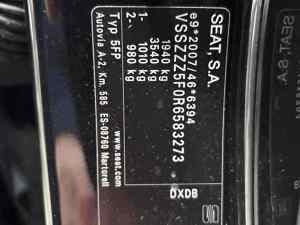 SEAT, S.A.
e9*2007/46*6394
VSSZZZ5F0R6583273
1940 kg
3540 kg
1- 1010 kg
2- 980 kg
Typ 5FP
Autovia A-2, Km. 585 ES-08760 Martorell
www.seat.com
DXDB